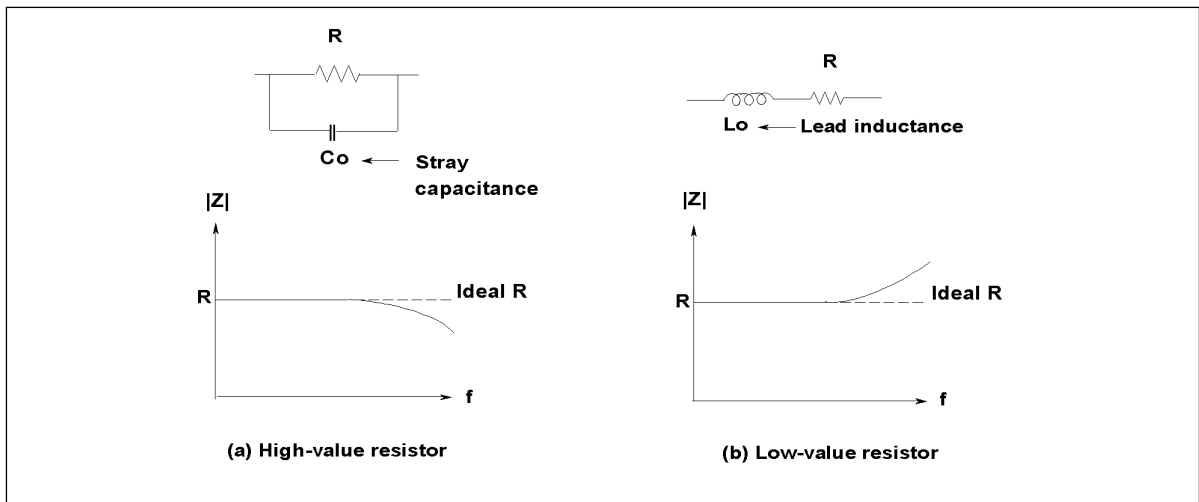 R
Co
Stray
capacitance
|Z|
R
Ideal R
f
(a) High-value resistor
R
Lo
Lead inductance
|Z|
R
Ideal R
f
(b) Low-value resistor